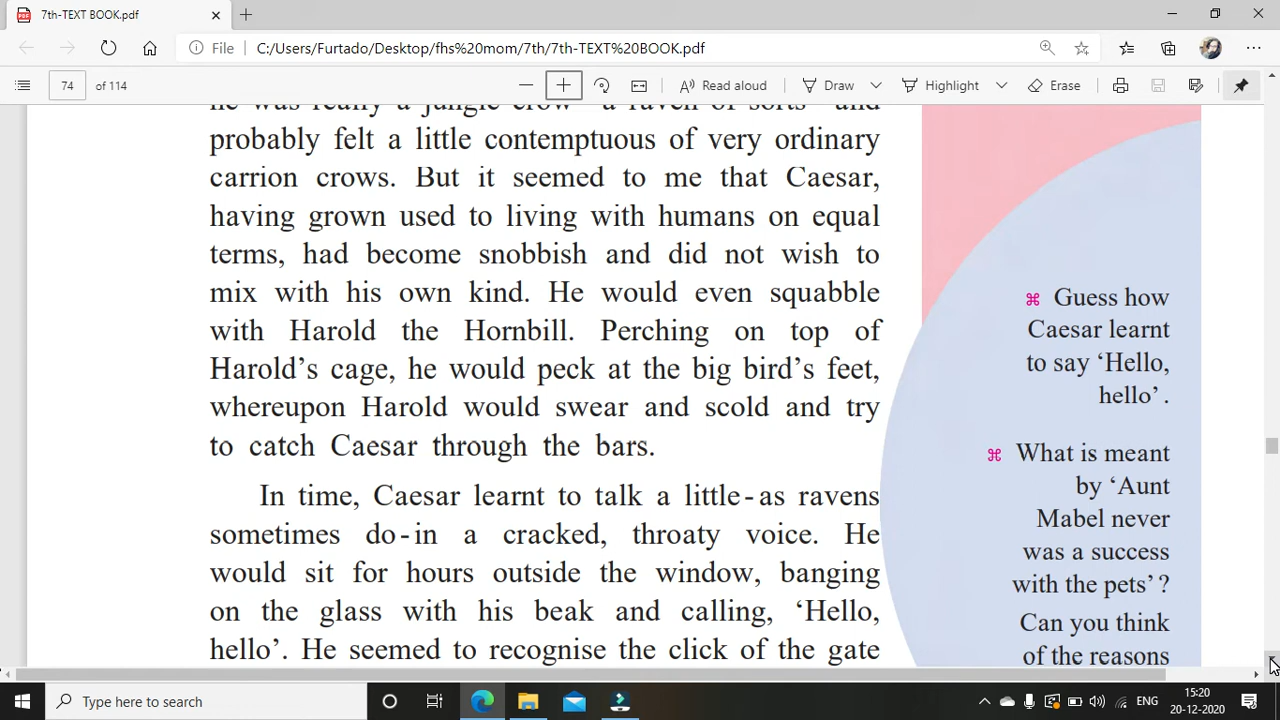 7th-TEXT BOOK.pdf
File
C:/Users/Furtado/Desktop/fhs%20mom/7th/7th-TEXT%20BOOK.pdf
74 of 114
Read aloud
Draw
Highlight
Erase
he was really a jungle crow - a raven of sorts - and
probably felt a little contemptuous of very ordinary
carrion crows. But it seemed to me that Caesar,
having grown used to living with humans on equal
terms, had become snobbish and did not wish to
mix with his own kind. He would even squabble
with Harold the Hornbill. Perching on top of
Harold's cage, he would peck at the big bird's feet,
whereupon Harold would swear and scold and try
to catch Caesar through the bars.
In time, Caesar learnt to talk a little - as ravens
sometimes do - in a cracked, throaty voice. He
would sit for hours outside the window, banging
on the glass with his beak and calling, 'Hello,
hello'. He seemed to recognise the click of the gate
⌘ Guess how
Caesar learnt
to say 'Hello,
hello' .
⌘ What is meant
by 'Aunt
Mabel never
was a success
with the pets' ?
Can you think
of the reasons
Type here to search
ENG
15:20
20-12-2020